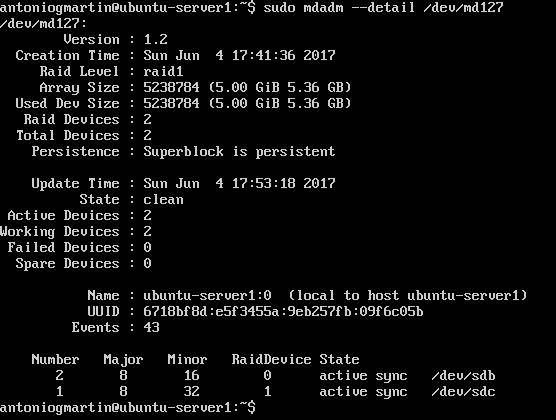 antoniogmartin@ubuntu-server1:~$ sudo mdadm --detail /dev/md127
/dev/md127:
Version : 1.2
Creation Time : Sun Jun  4 17:41:36 2017
Raid Level : raid1
Array Size : 5238784 (5.00 GiB 5.36 GB)
Used Dev Size : 5238784 (5.00 GiB 5.36 GB)
Raid Devices : 2
Total Devices : 2
Persistence : Superblock is persistent
Update Time : Sun Jun  4 17:53:18 2017
State : clean
Active Devices : 2
Working Devices : 2
Failed Devices : 0
Spare Devices : 0
Name : ubuntu-server1:0  (local to host ubuntu-server1)
UUID : 6718bf8d:e5f3455a:9eb257fb:09f6c05b
Events : 43
Number   Major   Minor   RaidDevice State
2       8       16        0      active sync   /dev/sdb
1       8       32        1      active sync   /dev/sdc
antoniogmartin@ubuntu-server1:~$